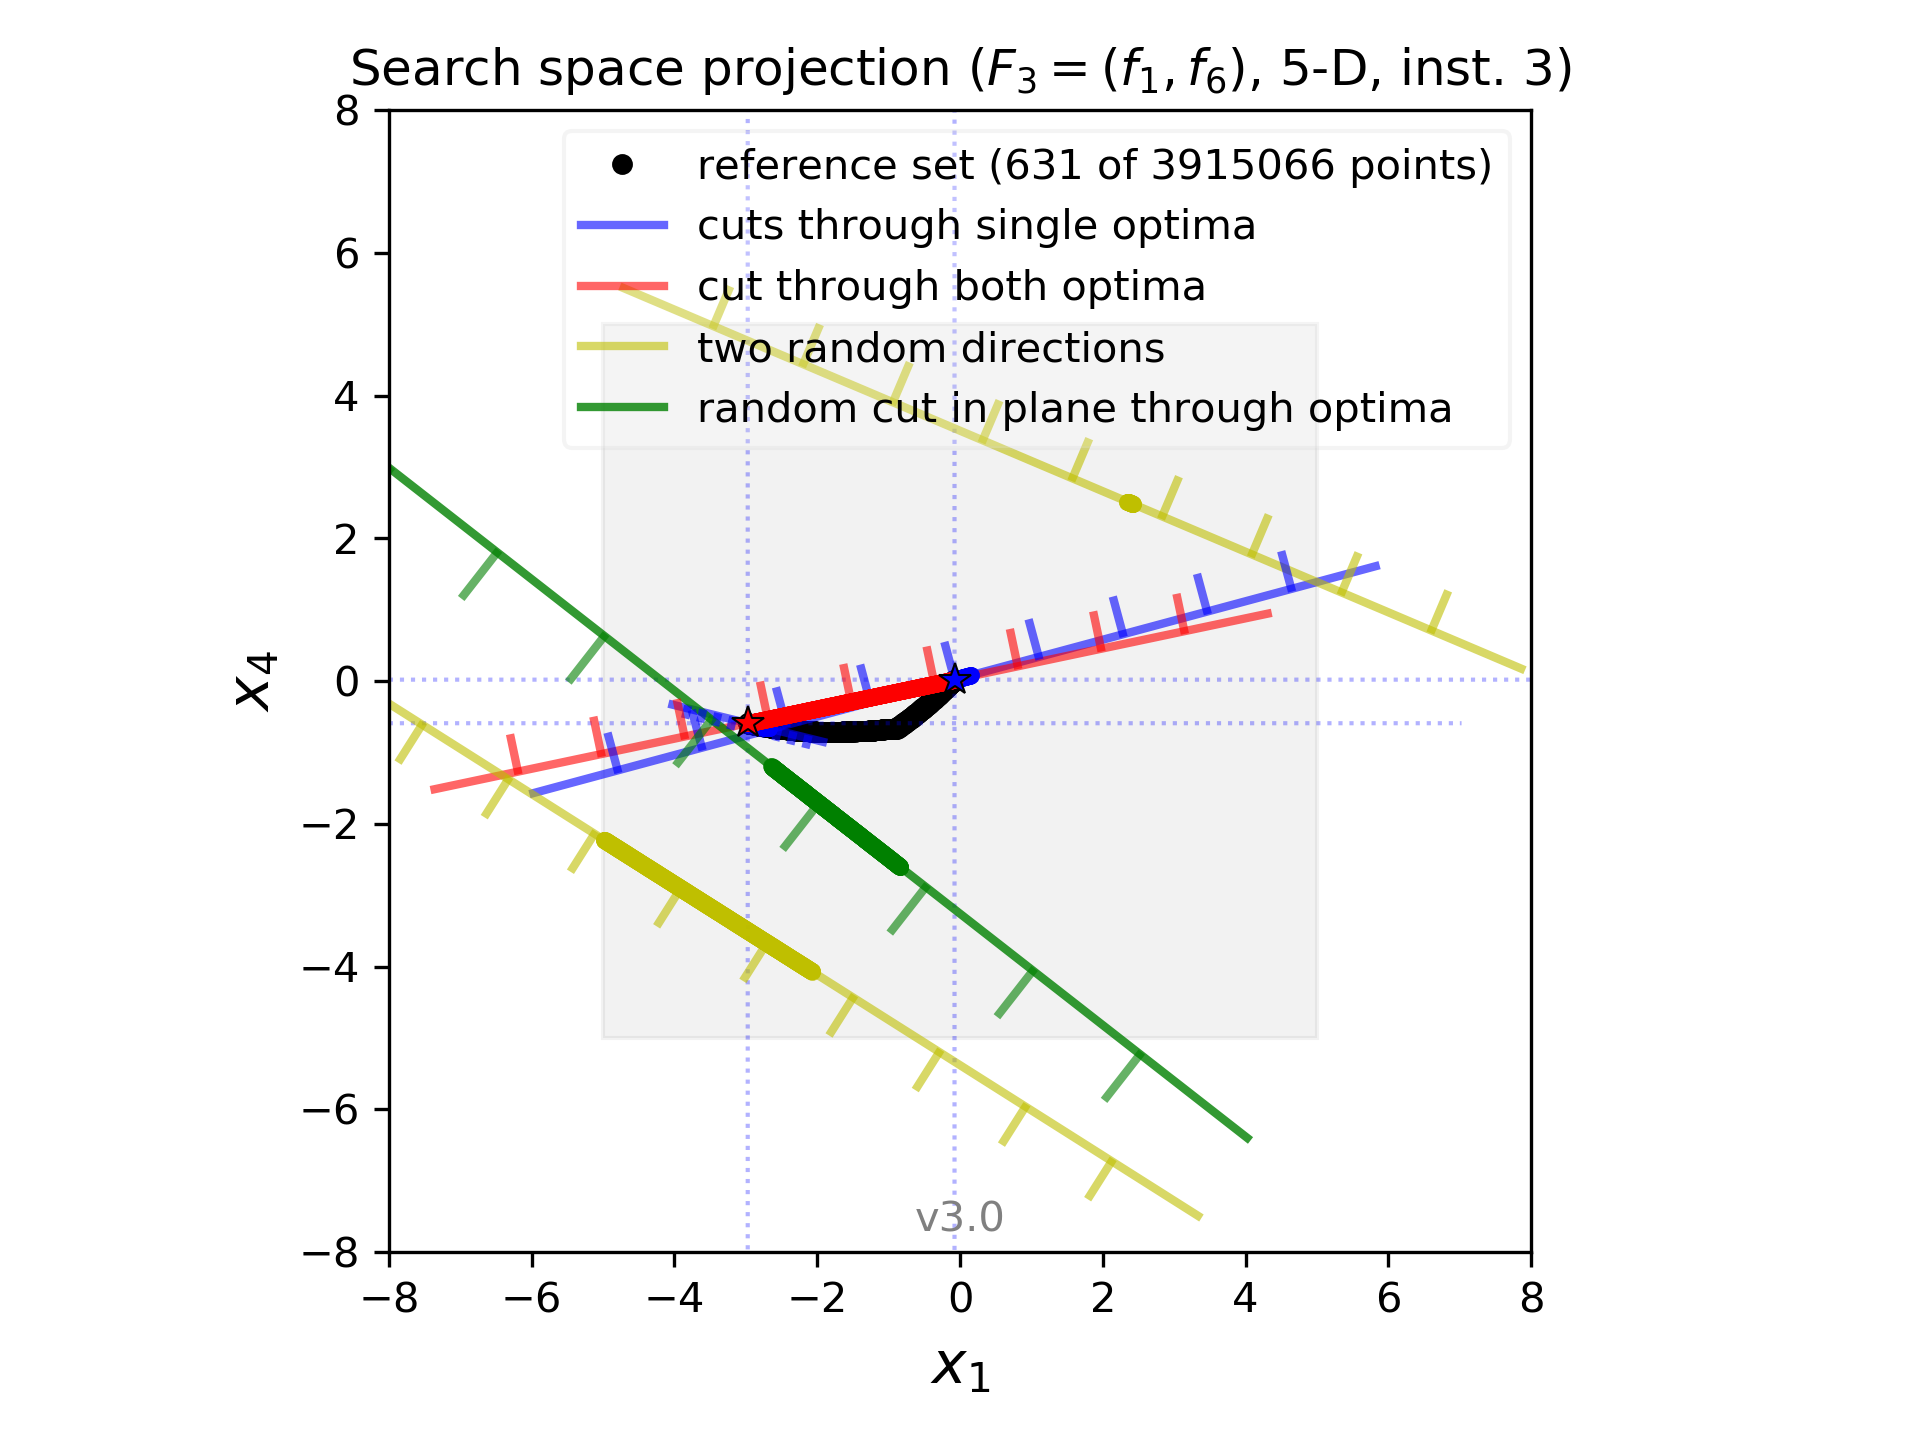 Search space projection (F₃ = (f₁, f₆), 5-D, inst. 3)
8
reference set (631 of 3915066 points)
cuts through single optima
6
cut through both optima
two random directions
4
random cut in plane through optima
2
x₄
0
−2
−4
−6
v3.0
−8
−8 −6 −4 −2 0 2 4 6 8
x₁